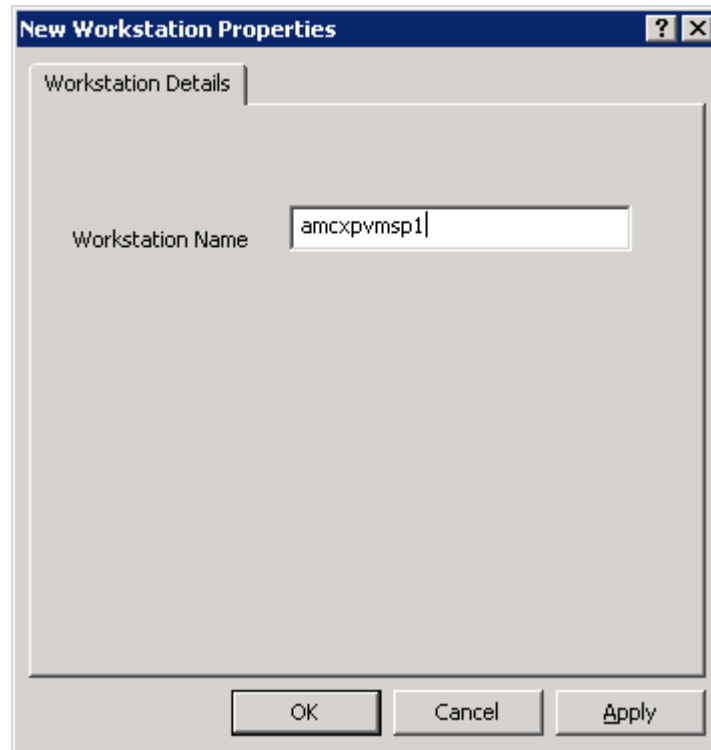 New Workstation Properties
Workstation Details
Workstation Name amcxpvmsp1
OK Cancel Apply